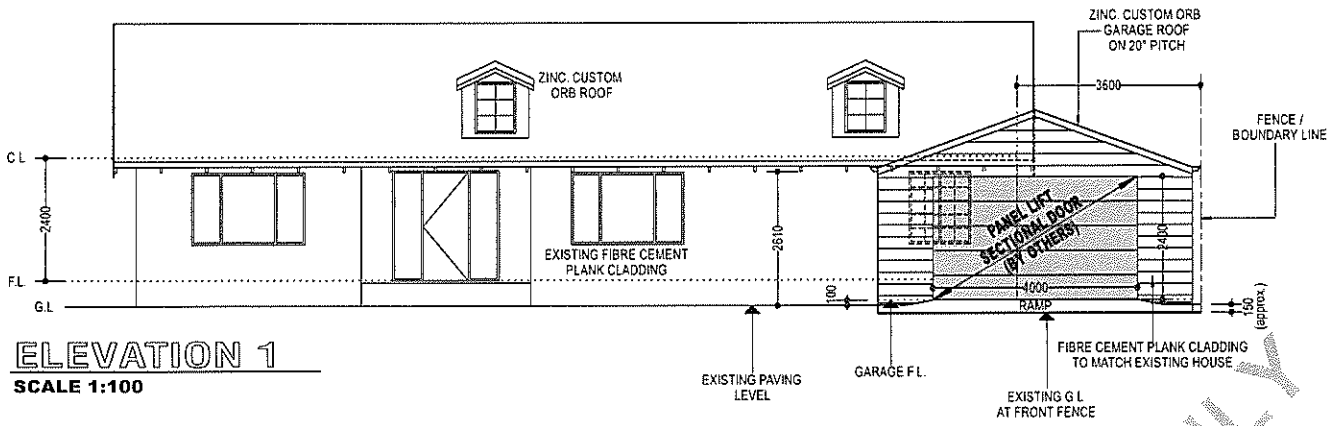 ZINC. CUSTOM ORB
GARAGE ROOF
ON 20° PITCH
ZINC. CUSTOM
ORB ROOF
3600
FENCE /
BOUNDARY LINE
C.L
2400
2610
PANEL LIFT
SECTIONAL DOOR
(BY OTHERS)
2400
EXISTING FIBRE CEMENT
PLANK CLADDING
F.L
G.L
100
4000
RAMP
150
(approx.)
ELEVATION 1
SCALE 1:100
EXISTING PAVING
LEVEL
GARAGE F.L.
FIBRE CEMENT PLANK CLADDING
TO MATCH EXISTING HOUSE
EXISTING G.L
AT FRONT FENCE